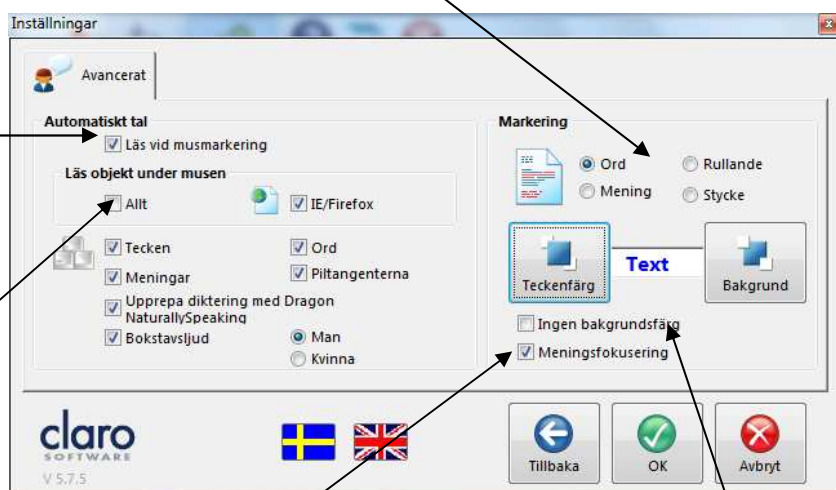 Inställningar
Avancerat
Automatiskt tal
Läs vid musmarkering
Läs objekt under musen
Allt
IE/Firefox
Tecken
Ord
Meningar
Piltangenterna
Upprepa diktering med Dragon
NaturallySpeaking
Bokstavsljud
Man
Kvinna
Markering
Ord
Rullande
Mening
Stycke
Teckenfärg
Text
Bakgrund
Ingen bakgrundsfärg
Meningsfokusering
claro
SOFTWARE
V 5.7.5
Tillbaka
OK
Avbryt